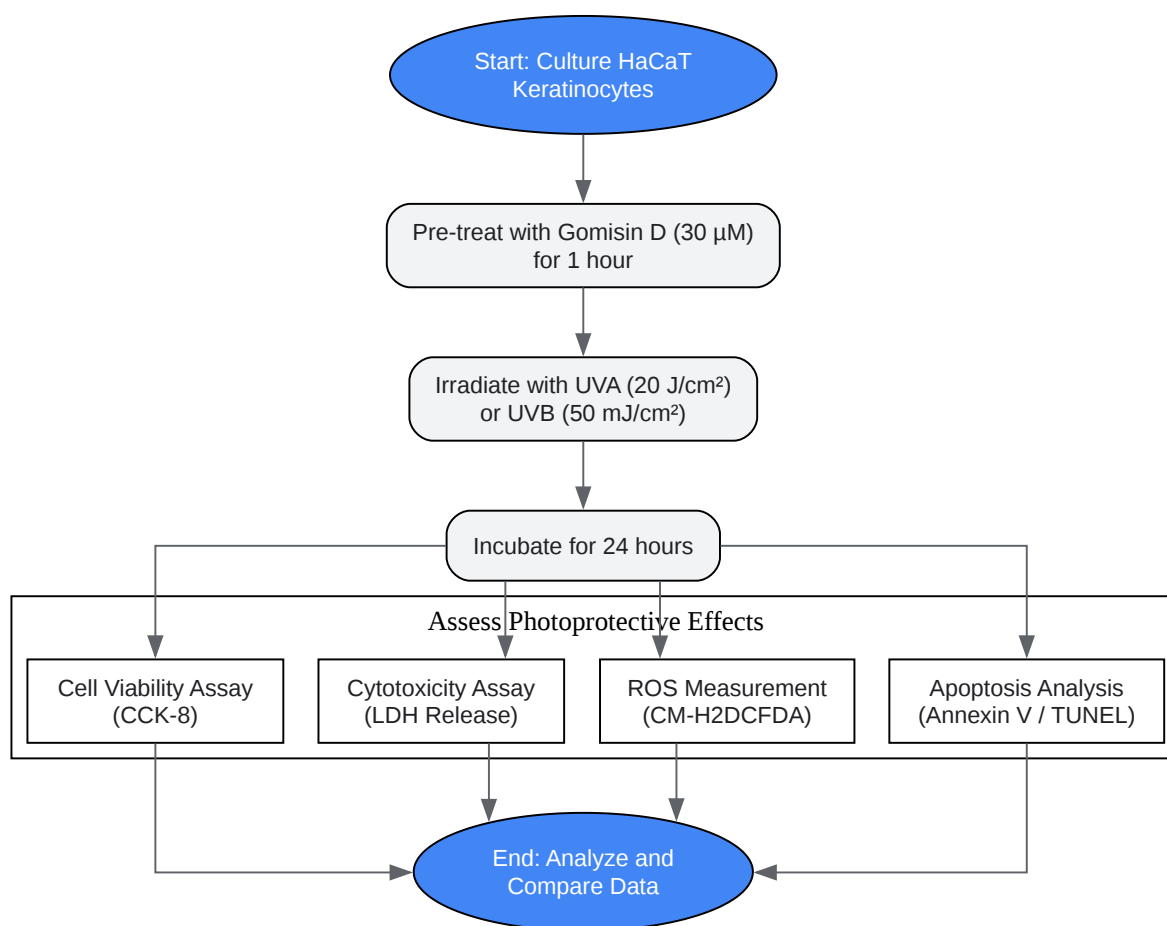 Start: Culture HaCaT
Keratinocytes
Pre-treat with Gomisin D (30 µM)
for 1 hour
Irradiate with UVA (20 J/cm²)
or UVB (50 mJ/cm²)
Incubate for 24 hours
Assess Photoprotective Effects
Cell Viability Assay
(CCK-8)
Cytotoxicity Assay
(LDH Release)
ROS Measurement
(CM-H2DCFDA)
Apoptosis Analysis
(Annexin V / TUNEL)
End: Analyze and
Compare Data